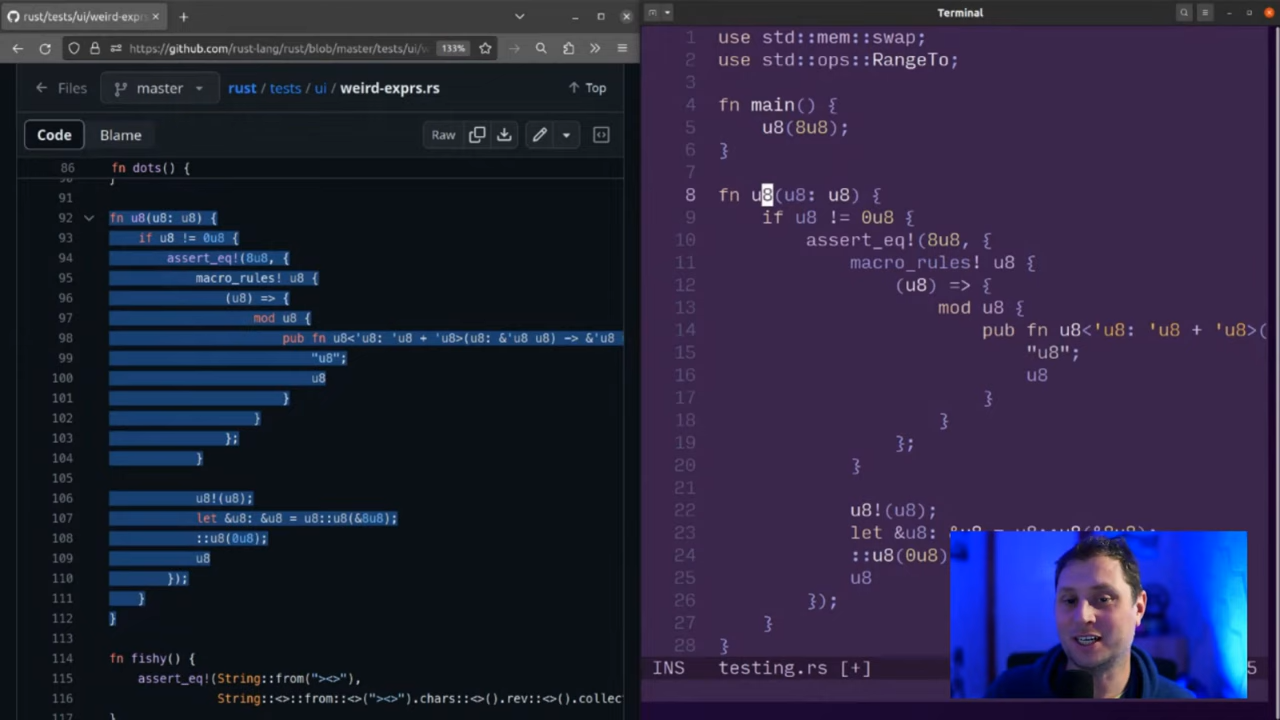 rust/tests/ui/weird-exprs
https://github.com/rust-lang/rust/blob/master/tests/ui/
133%
Files
master
rust / tests / ui / weird-exprs.rs
Top
Code
Blame
Raw
86 fn dots() {
91
92 fn u8(u8: u8) {
93 if u8 != 0u8 {
94 assert_eq!(8u8, {
95 macro_rules! u8 {
96 (u8) => {
97 mod u8 {
98 pub fn u8<'u8: 'u8 + 'u8>(u8: &'u8 u8) -> &'u8
99 "u8";
100 u8
101 }
102 }
103 };
104 }
105
106 u8!(u8);
107 let &u8: &u8 = u8::u8(&8u8);
108 ::u8(0u8);
109 u8
110 });
111 }
112 }
113
114 fn fishy() {
115 assert_eq!(String::from("><>"),
116 String::<>::from::<>("><>").chars::<>().rev::<>().collec
117
Terminal
1 use std::mem::swap;
2 use std::ops::RangeTo;
3
4 fn main() {
5 u8(8u8);
6 }
7
8 fn u8(u8: u8) {
9 if u8 != 0u8 {
10 assert_eq!(8u8, {
11 macro_rules! u8 {
12 (u8) => {
13 mod u8 {
14 pub fn u8<'u8: 'u8 + 'u8>(
15 "u8";
16 u8
17 }
18 }
19 };
20 }
21
22 u8!(u8);
23 let &u8: &u8 = u8::u8(&8u8);
24 ::u8(0u8)
25 u8
26 });
27 }
28 }
INS testing.rs [+] 5